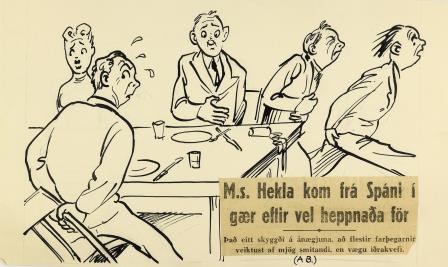 M.s. Hekla kom frá Spáni í
gær eftir vel heppnaða för
Það eitt skyggði á ánægjuna, að flestir farþegarnir
veiktust af mjög smitandi, en vægu iðrakvefi.
(A B.)